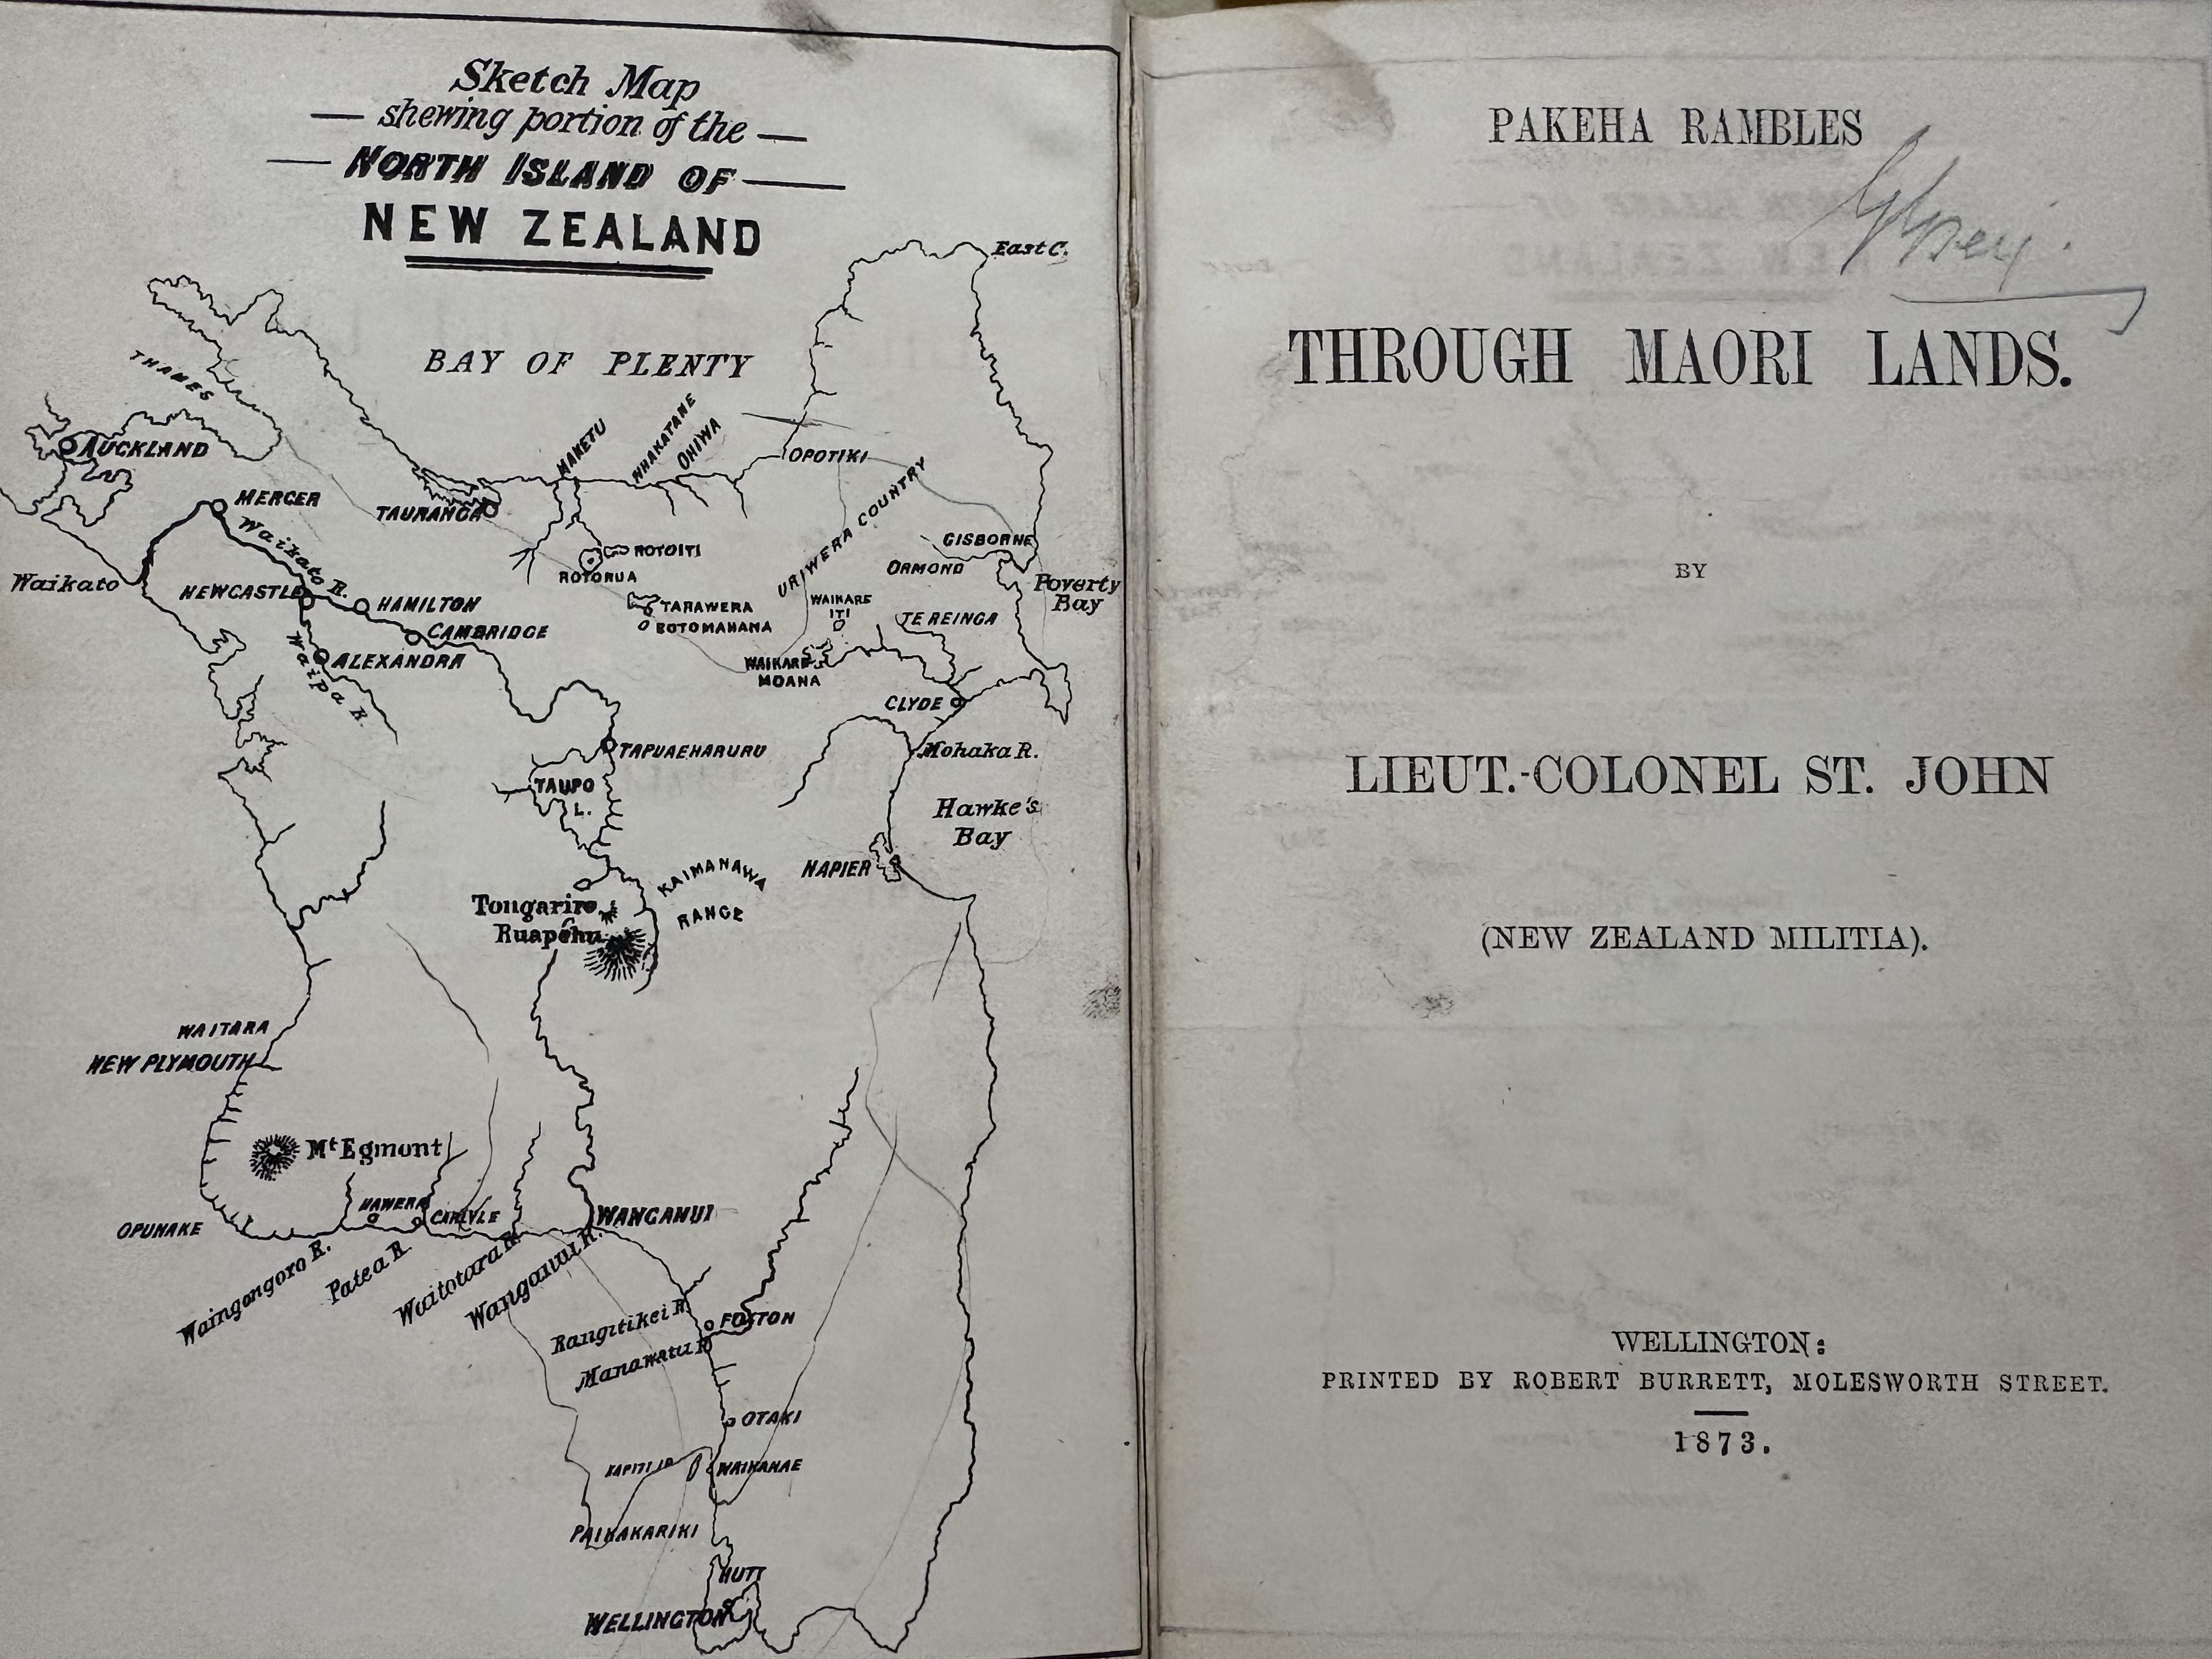 Sketch Map
shewing portion of the
NORTH ISLAND OF
NEW ZEALAND
East C.
THAMES
BAY OF PLENTY
AUCKLAND
MAKETU
WHAKATANE
OHIWA
OPOTIKI
MERCER
TAURANGA
Waikato R.
URIWERA COUNTRY
GISBORNE
ROTOITI
ROTORUA
ORMOND
Waikato
NEWCASTLE
HAMILTON
Poverty
Bay
WAIKARE
ITI
TARAWERA
ROTOMAHANA
TE REINGA
CAMBRIDGE
ALEXANDRA
Waipa R.
WAIKARE
MOANA
CLYDE
TAPUAEHARURU
Mohaka R.
TAUPO
L.
Hawke's
Bay
NAPIER
KAIMANAWA
RANGE
Tongariro
Ruapehu
WAITARA
NEW PLYMOUTH
Mt Egmont
HAWERA
CARLYLE
WANGANUI
OPUNAKE
Waingongoro R.
Patea R
Waitotara R.
Wanganui R.
Rangitikei R.
FOXTON
Manawatu R
OTAKI
KAPITI ID
WAIKANAE
PAIKAKARIKI
HUTT
WELLINGTON
PAKEHA RAMBLES
THROUGH MAORI LANDS.
BY
LIEUT.-COLONEL ST. JOHN
(NEW ZEALAND MILITIA).
WELLINGTON:
PRINTED BY ROBERT BURRETT, MOLESWORTH STREET.
1873.